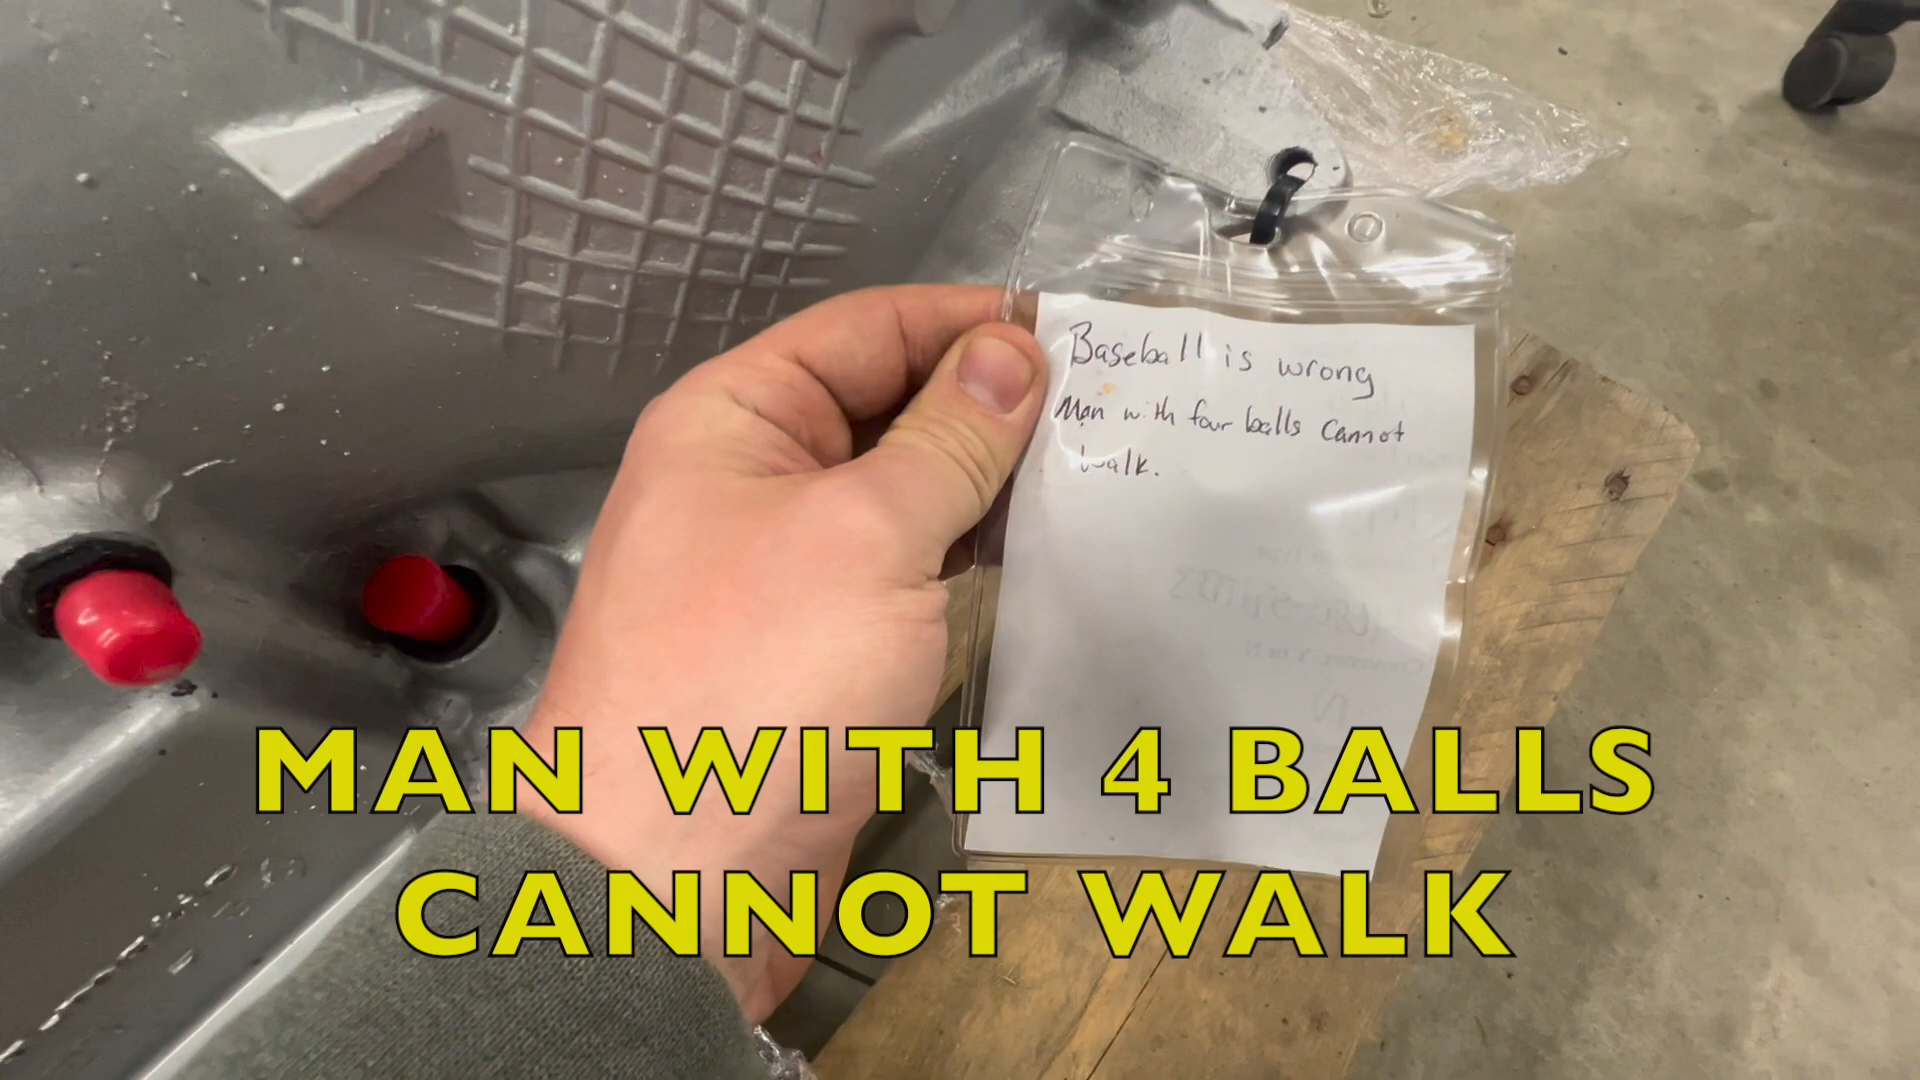 Baseball is wrong
Man with four balls cannot
walk.
MAN WITH 4 BALLS
CANNOT WALK